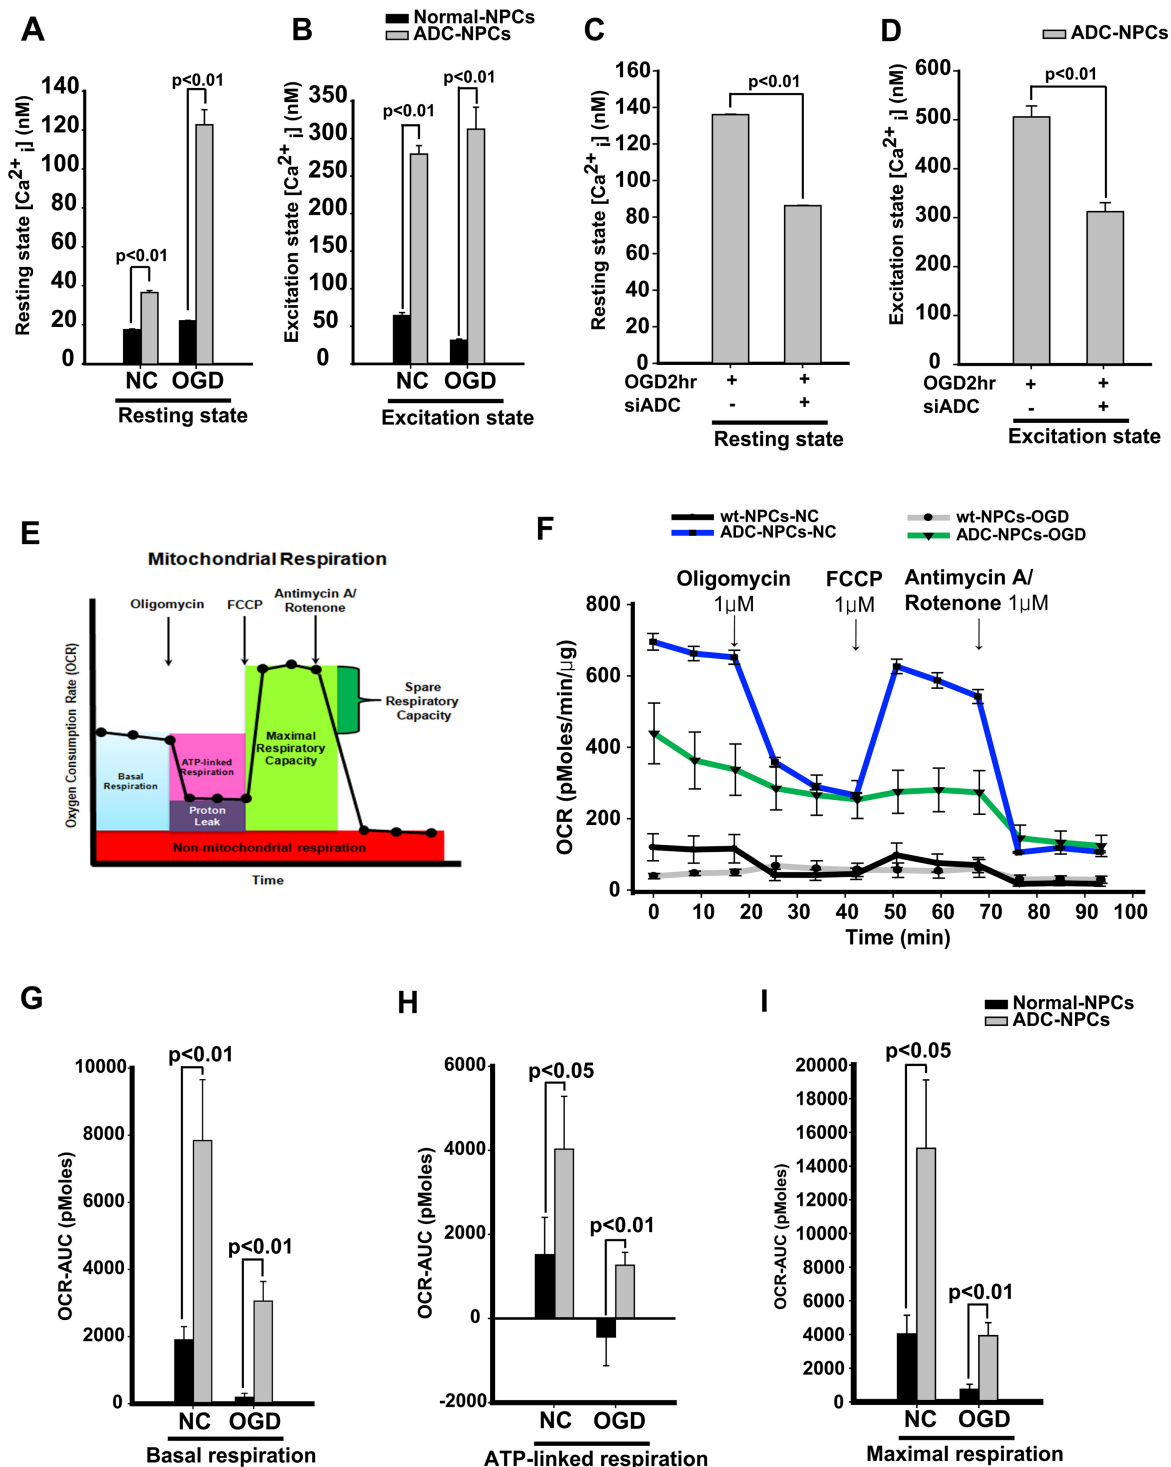 A
B
Normal-NPCs
ADC-NPCs
C
D
ADC-NPCs
Resting state [Ca2+ i] (nM)
140
120
100
80
60
40
20
0
p<0.01
p<0.01
NC OGD
Resting state
Excitation state [Ca2+ i] (nM)
350
300
250
200
150
100
50
0
p<0.01
p<0.01
NC OGD
Excitation state
Resting state [Ca2+ i] (nM)
160
140
120
100
80
60
40
20
0
p<0.01
OGD2hr + +
siADC - +
Resting state
Excitation state [Ca2+ i] (nM)
600
500
400
300
200
100
0
p<0.01
OGD2hr + +
siADC - +
Excitation state
E
Mitochondrial Respiration
Oligomycin
FCCP
Antimycin A/
Rotenone
Oxygen Consumption Rate (OCR)
Basal
Respiration
ATP-linked
Respiration
Proton
Leak
Maximal
Respiratory
Capacity
Spare
Respiratory
Capacity
Non-mitochondrial respiration
Time
F
wt-NPCs-NC
ADC-NPCs-NC
wt-NPCs-OGD
ADC-NPCs-OGD
Oligomycin
1μM
FCCP
1μM
Antimycin A/
Rotenone 1μM
OCR (pMoles/min/μg)
800
600
400
200
0
0 10 20 30 40 50 60 70 80 90 100
Time (min)
G
OCR-AUC (pMoles)
10000
8000
6000
4000
2000
0
p<0.01
p<0.01
NC OGD
Basal respiration
H
OCR-AUC (pMoles)
6000
4000
2000
0
-2000
p<0.05
p<0.01
NC OGD
ATP-linked respiration
I
Normal-NPCs
ADC-NPCs
OCR-AUC (pMoles)
20000
18000
16000
14000
12000
10000
8000
6000
4000
2000
0
p<0.05
p<0.01
NC OGD
Maximal respiration